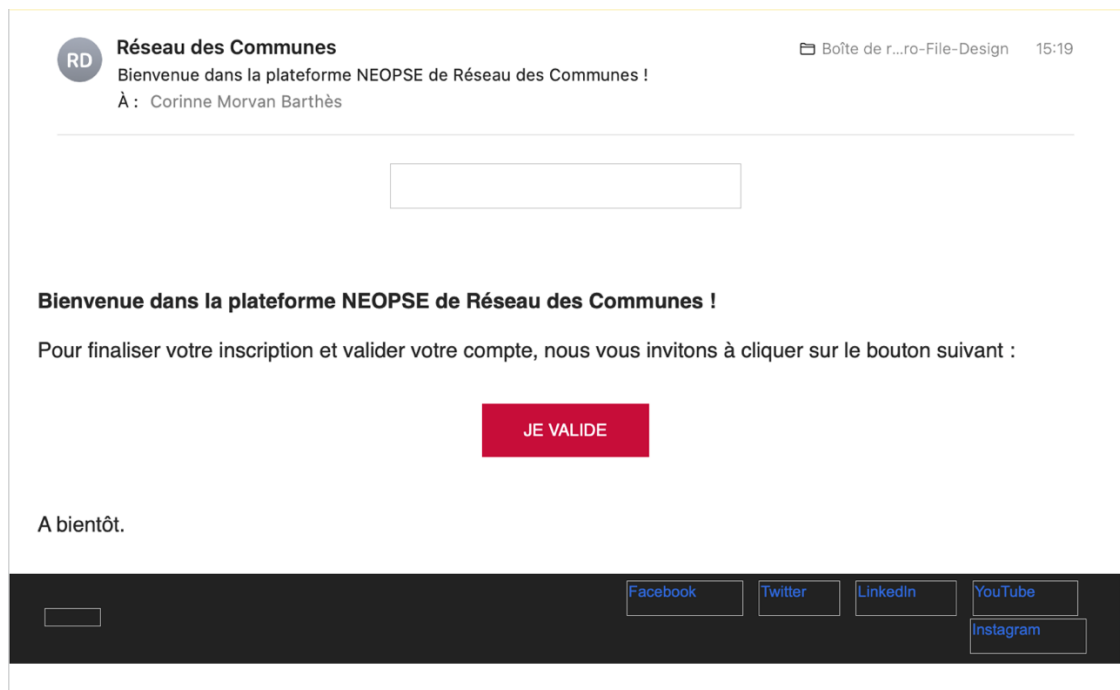 RD
Réseau des Communes
Boîte de r...ro-File-Design 15:19
Bienvenue dans la plateforme NEOPSE de Réseau des Communes !
À : Corinne Morvan Barthès
Bienvenue dans la plateforme NEOPSE de Réseau des Communes !
Pour finaliser votre inscription et valider votre compte, nous vous invitons à cliquer sur le bouton suivant :
JE VALIDE
A bientôt.
Facebook Twitter LinkedIn YouTube
Instagram